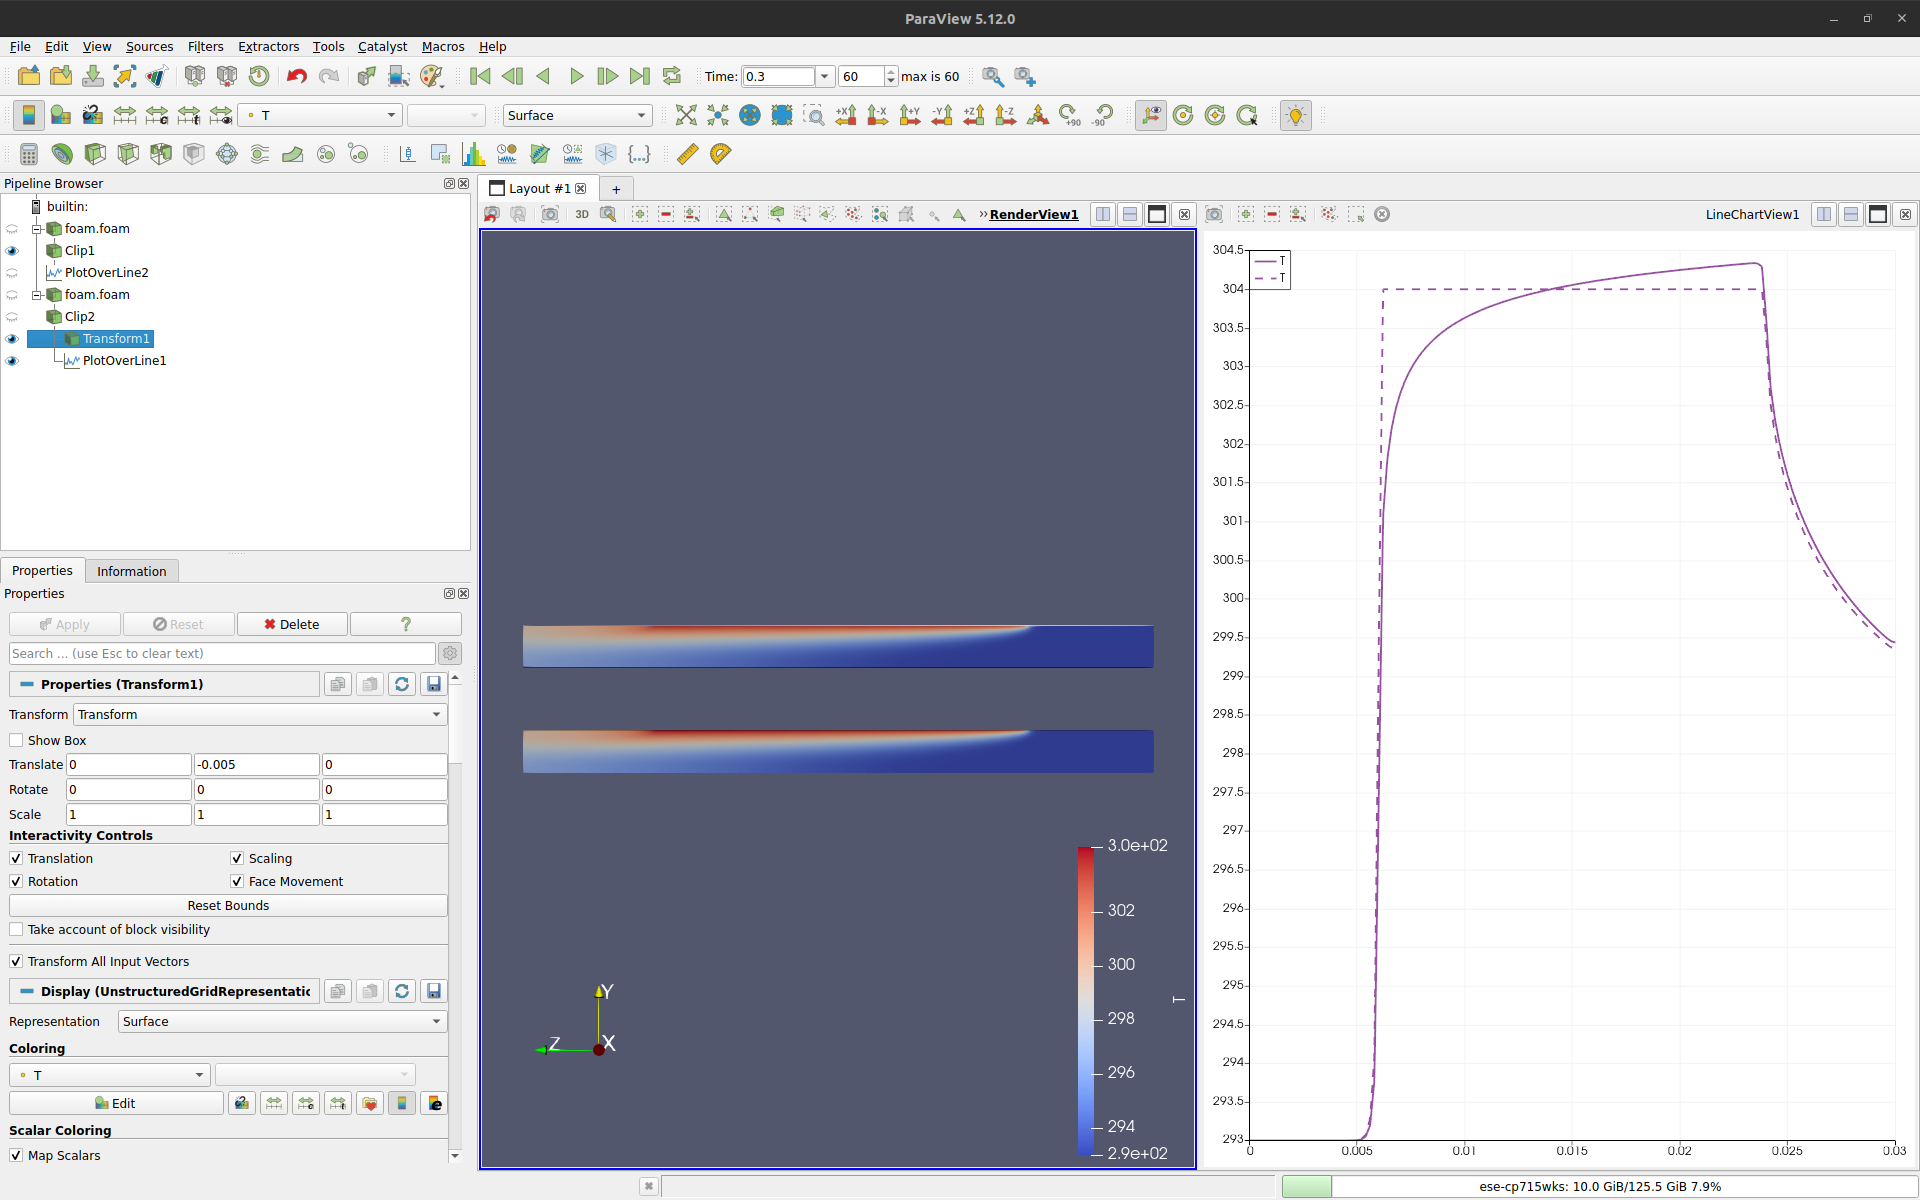 ParaView 5.12.0
File Edit View Sources Filters Extractors Tools Catalyst Macros Help
Time: 0.3 60 max is 60
T Surface +X -X +Y -Y +Z -Z +90 -90
Pipeline Browser
builtin:
foam.foam
Clip1
PlotOverLine2
foam.foam
Clip2
Transform1
PlotOverLine1
Properties Information
Properties
Apply Reset Delete ?
Search ... (use Esc to clear text)
Properties (Transform1)
Transform Transform
Show Box
Translate 0 -0.005 0
Rotate 0 0 0
Scale 1 1 1
Interactivity Controls
Translation Scaling
Rotation Face Movement
Reset Bounds
Take account of block visibility
Transform All Input Vectors
Display (UnstructuredGridRepresentatic
Representation Surface
Coloring
T
Edit
Scalar Coloring
Map Scalars
Layout #1 +
3D » RenderView1
Y
Z X
3.0e+02
302
300
298
296
294
2.9e+02
T
LineChartView1
T
T
304.5
304
303.5
303
302.5
302
301.5
301
300.5
300
299.5
299
298.5
298
297.5
297
296.5
296
295.5
295
294.5
294
293.5
293
0 0.005 0.01 0.015 0.02 0.025 0.03
ese-cp715wks: 10.0 GiB/125.5 GiB 7.9%